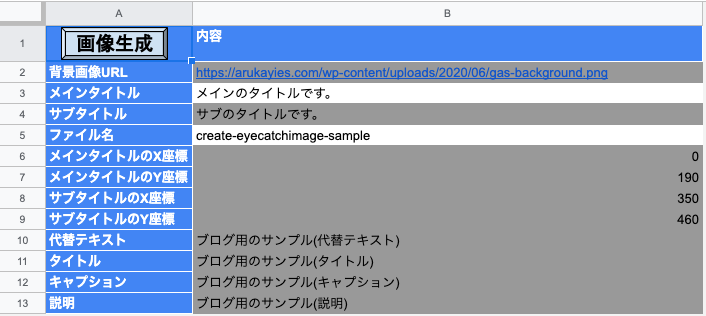 A B
1 画像生成 内容
2 背景画像URL https://arukayies.com/wp-content/uploads/2020/06/gas-background.png
3 メインタイトル メインのタイトルです。
4 サブタイトル サブのタイトルです。
5 ファイル名 create-eyecatchimage-sample
6 メインタイトルのX座標 0
7 メインタイトルのY座標 190
8 サブタイトルのX座標 350
9 サブタイトルのY座標 460
10 代替テキスト ブログ用のサンプル(代替テキスト)
11 タイトル ブログ用のサンプル(タイトル)
12 キャプション ブログ用のサンプル(キャプション)
13 説明 ブログ用のサンプル(説明)